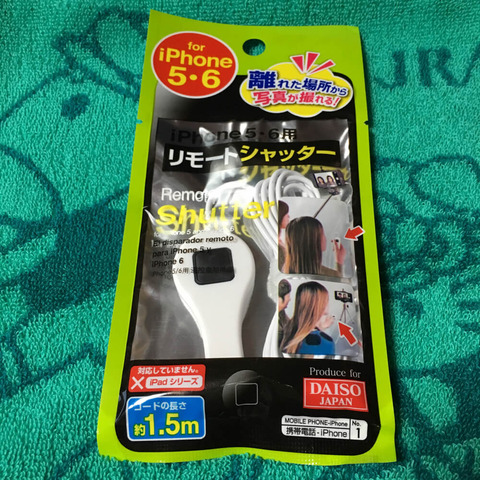 for
iPhone
5・6
離れた場所から
写真が撮れる!
iPhone 5・6用
リモートシャッター
Remote
Shutter
El disparador remoto
para iPhone 5 y
iPhone 6
対応していません。
iPad シリーズ
コードの長さ
約1.5m
Produce for
DAISO
JAPAN
MOBILE PHONE-iPhone
携帯電話-iPhone
No.
1